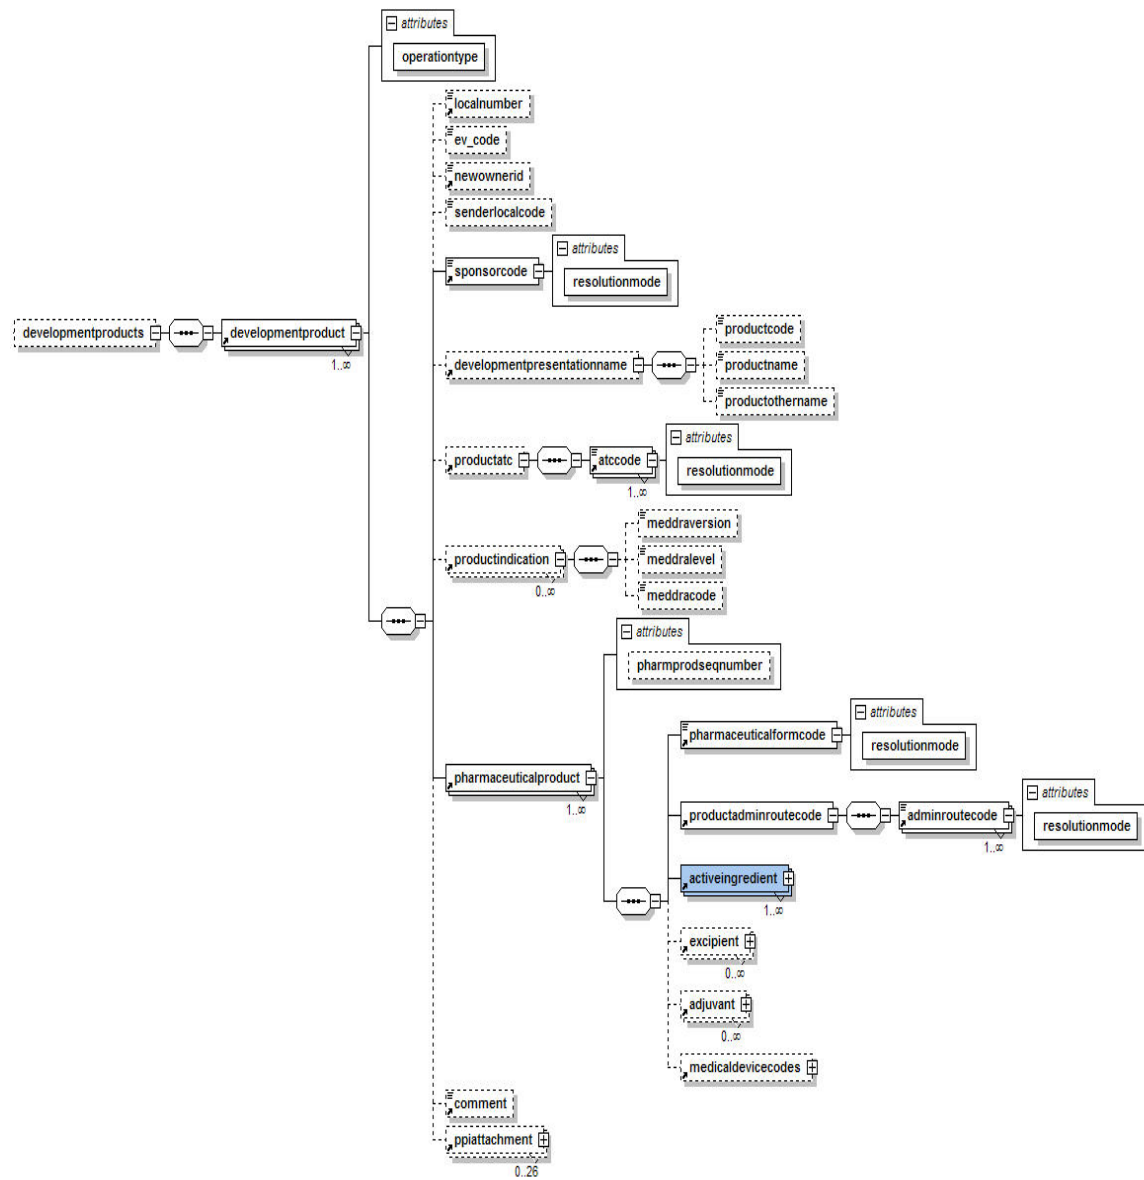 attributes
operationtype
localnumber
ev_code
newownerid
senderlocalcode
attributes
sponsorcode
resolutionmode
developmentproducts
developmentproduct
1..∞
productcode
developmentpresentationname
productname
productothername
attributes
productatc
atccode
resolutionmode
1..∞
meddraversion
productindication
meddralevel
0..∞
meddracode
attributes
pharmprodseqnumber
attributes
pharmaceuticalformcode
resolutionmode
pharmaceuticalproduct
1..∞
attributes
productadminroutecode
adminroutecode
resolutionmode
1..∞
activeingredient
1..∞
excipient
0..∞
adjuvant
0..∞
medicaldevicecodes
comment
ppiattachment
0..26